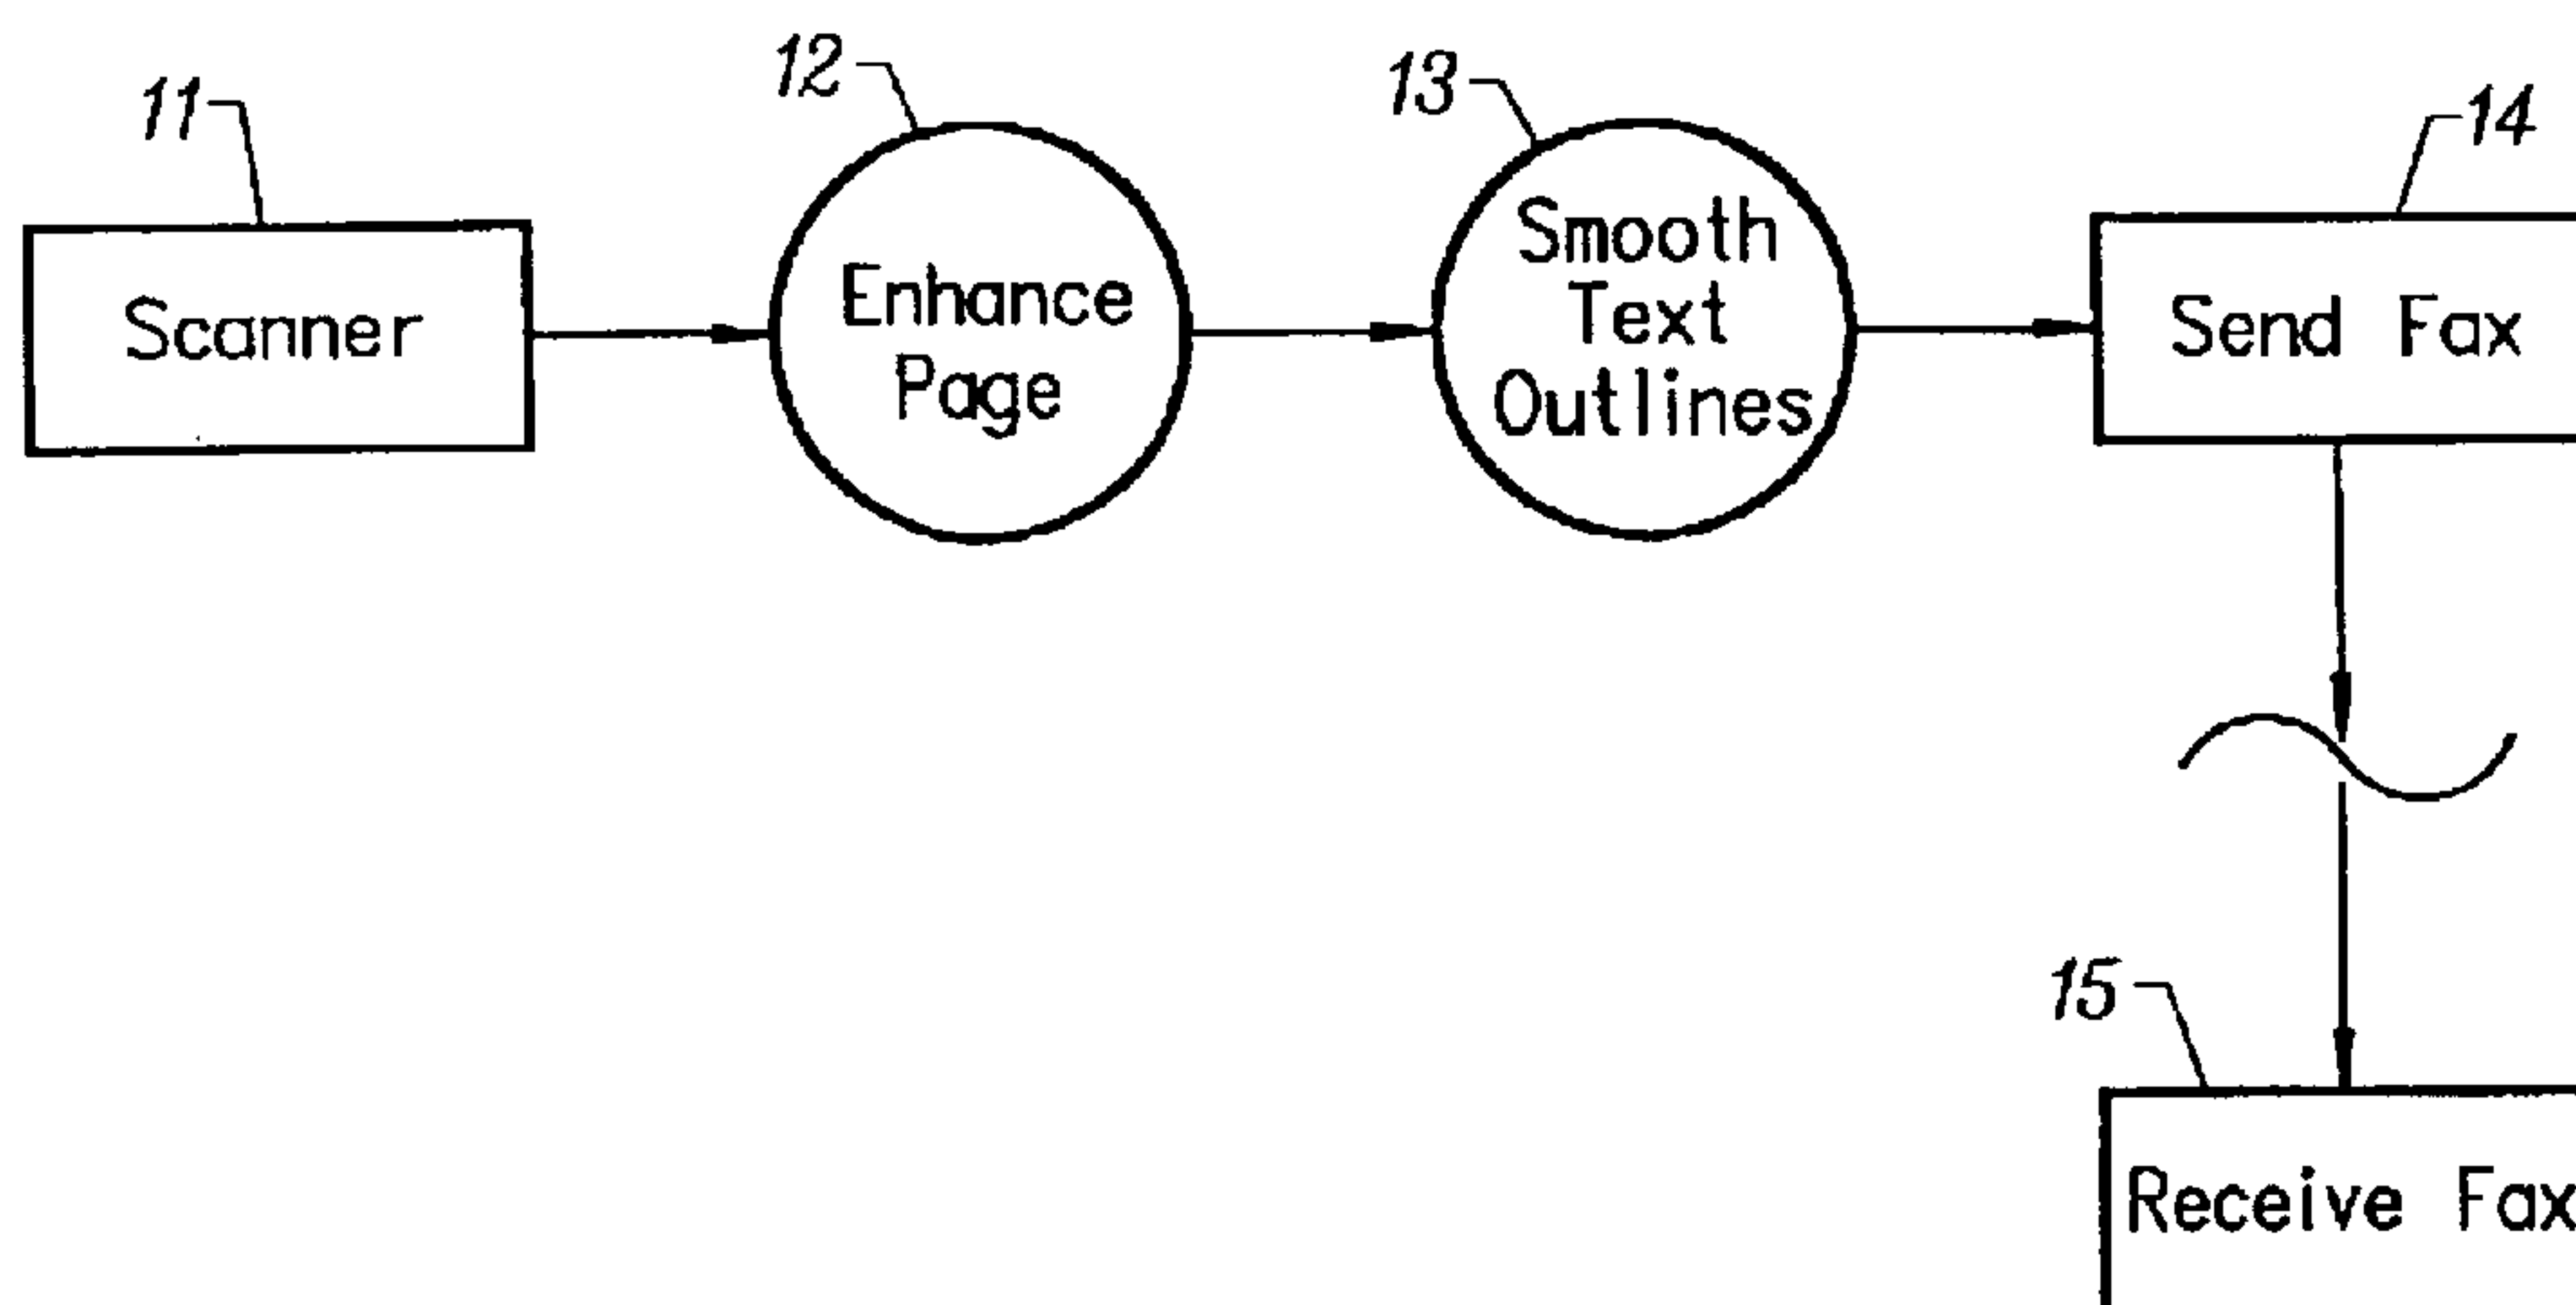 11
12
13
14
Scanner
Enhance
Page
Smooth
Text
Outlines
Send Fax
15
Receive Fax